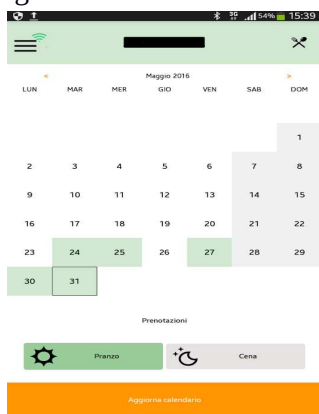 3G 54% 15:39
< Maggio 2016 >
LUN MAR MER GIO VEN SAB DOM
1
2 3 4 5 6 7 8
9 10 11 12 13 14 15
16 17 18 19 20 21 22
23 24 25 26 27 28 29
30 31
Prenotazioni
Pranzo Cena
Aggiorna calendario